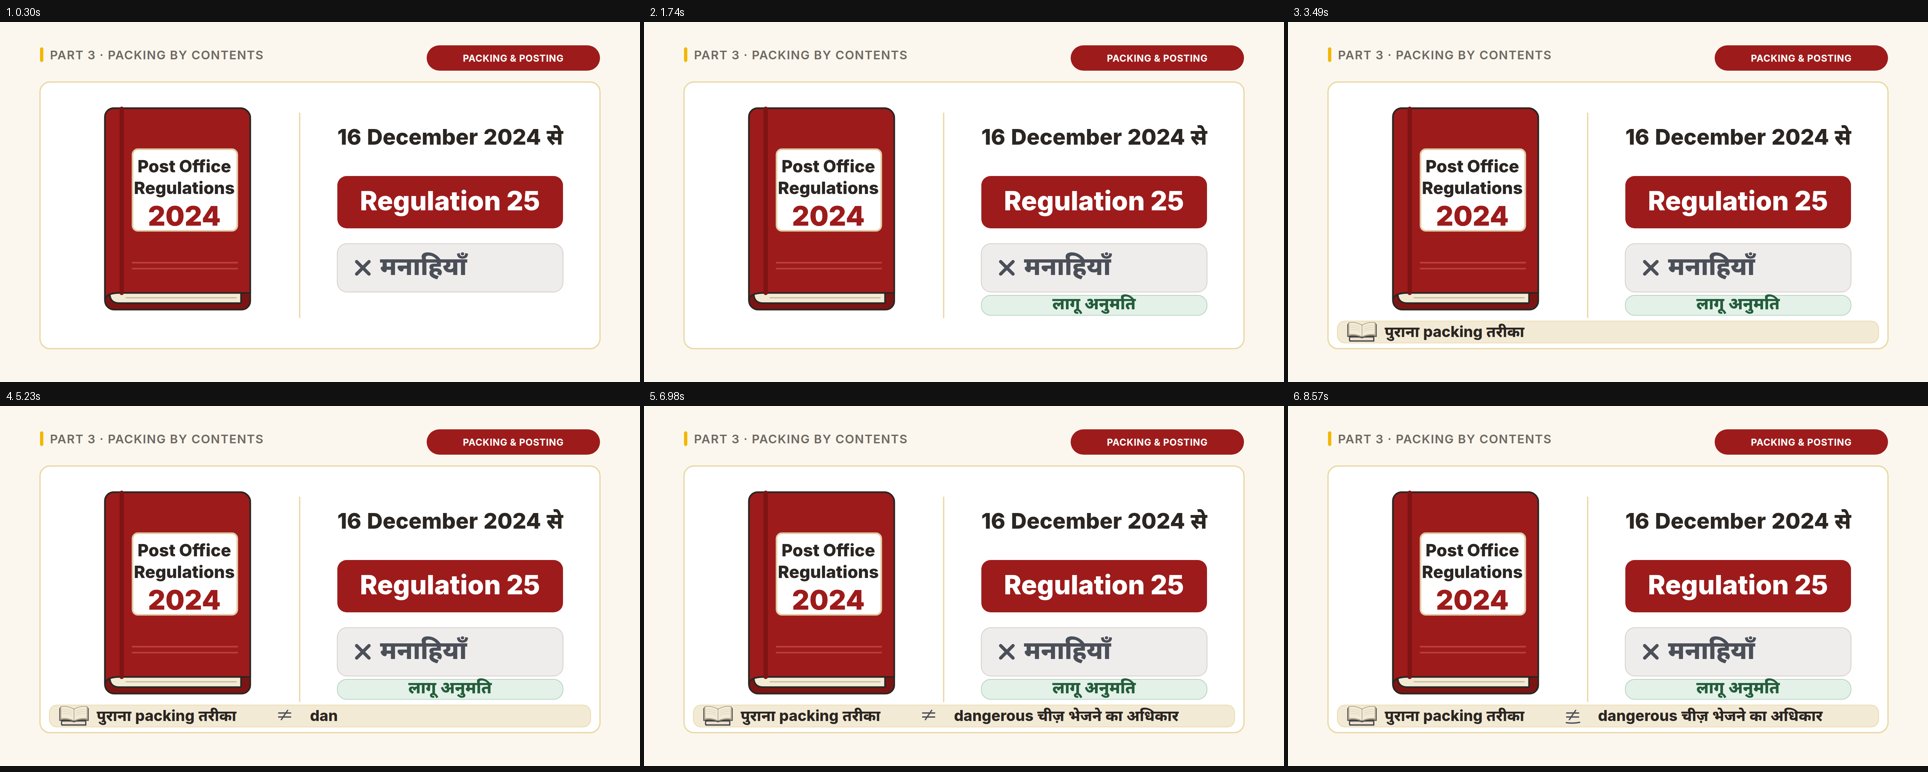 1. 0.30s
PART 3 · PACKING BY CONTENTS
PACKING & POSTING
Post Office
Regulations
2024
16 December 2024 से
Regulation 25
× मनाहियाँ
2. 1.74s
PART 3 · PACKING BY CONTENTS
PACKING & POSTING
Post Office
Regulations
2024
16 December 2024 से
Regulation 25
× मनाहियाँ
लागू अनुमति
3. 3.49s
PART 3 · PACKING BY CONTENTS
PACKING & POSTING
Post Office
Regulations
2024
16 December 2024 से
Regulation 25
× मनाहियाँ
लागू अनुमति
पुराना packing तरीका
4. 5.23s
PART 3 · PACKING BY CONTENTS
PACKING & POSTING
Post Office
Regulations
2024
16 December 2024 से
Regulation 25
× मनाहियाँ
लागू अनुमति
पुराना packing तरीका ≠ dan
5. 6.98s
PART 3 · PACKING BY CONTENTS
PACKING & POSTING
Post Office
Regulations
2024
16 December 2024 से
Regulation 25
× मनाहियाँ
लागू अनुमति
पुराना packing तरीका ≠ dangerous चीज़ भेजने का अधिकार
6. 8.57s
PART 3 · PACKING BY CONTENTS
PACKING & POSTING
Post Office
Regulations
2024
16 December 2024 से
Regulation 25
× मनाहियाँ
लागू अनुमति
पुराना packing तरीका ≠ dangerous चीज़ भेजने का अधिकार